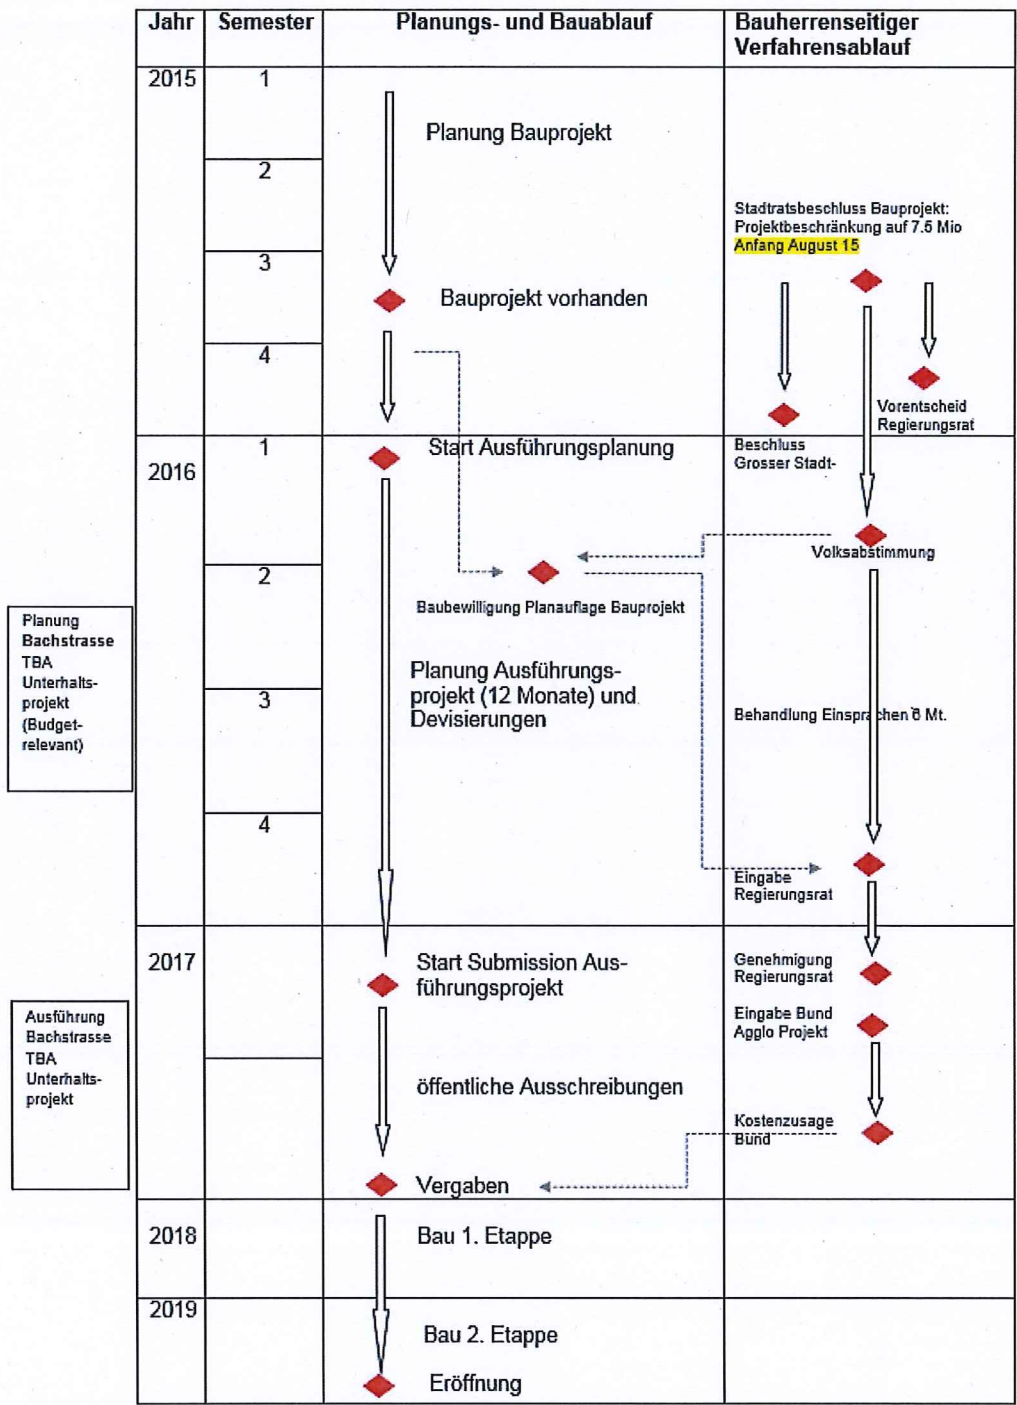 Jahr Semester Planungs- und Bauablauf Bauherrenseitiger
Verfahrensablauf
2015 1
Planung Bauprojekt
2
Stadtratsbeschluss Bauprojekt:
Projektbeschränkung auf 7.5 Mio
Anfang August 15
3
Bauprojekt vorhanden
4
Vorentscheid
Regierungsrat
2016 1 Start Ausführungsplanung
Beschluss
Grosser Stadt-
Volksabstimmung
2
Baubewilligung Planauflage Bauprojekt
Planung
Bachstrasse
TBA
Unterhalts-
projekt
(Budget-
relevant)
Planung Ausführungs-
projekt (12 Monate) und
Devisierungen
3
Behandlung Einsprachen 6 Mt.
4
Eingabe
Regierungsrat
2017 Start Submission Aus-
führungsprojekt
Genehmigung
Regierungsrat
Eingabe Bund
Agglo Projekt
Ausführung
Bachstrasse
TBA
Unterhalts-
projekt
öffentliche Ausschreibungen
Kostenzusage
Bund
Vergaben
2018 Bau 1. Etappe
2019
Bau 2. Etappe
Eröffnung